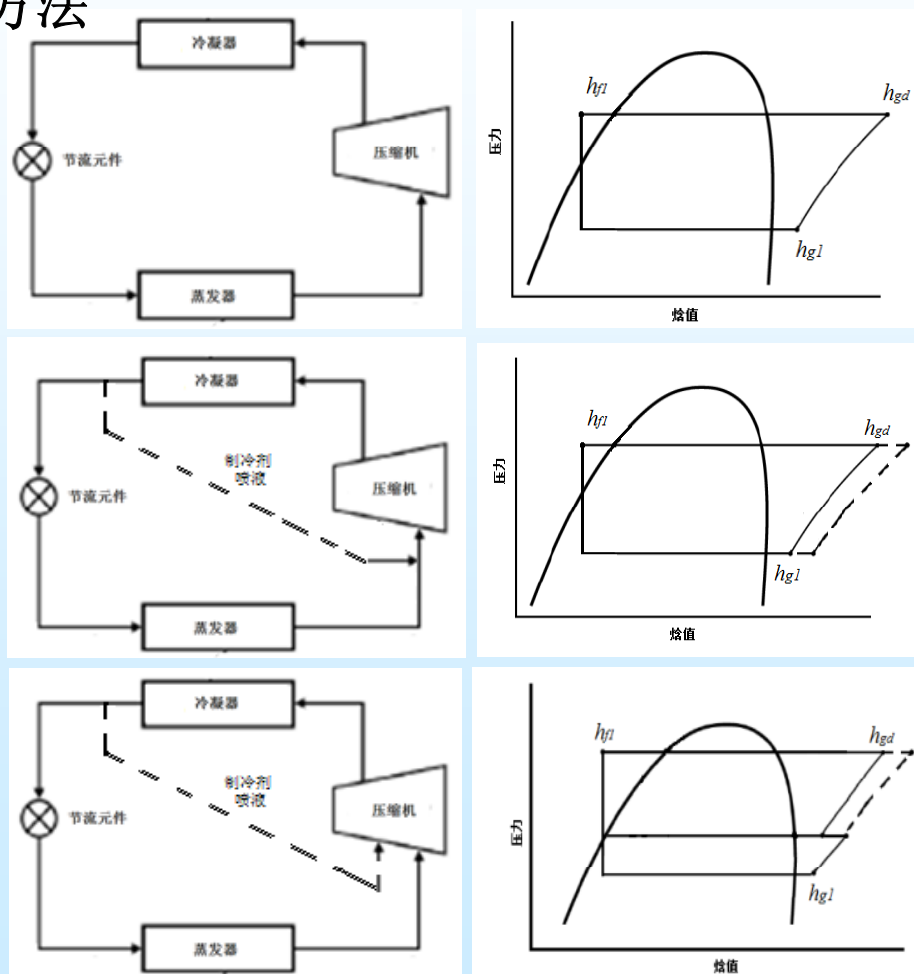 方法
冷凝器
节流元件
压缩机
蒸发器
压力
hf1
hgd
hg1
焓值
冷凝器
制冷剂
喷液
节流元件
压缩机
蒸发器
压力
hf1
hgd
hg1
焓值
冷凝器
制冷剂
喷液
节流元件
压缩机
蒸发器
压力
hf1
hgd
hg1
焓值